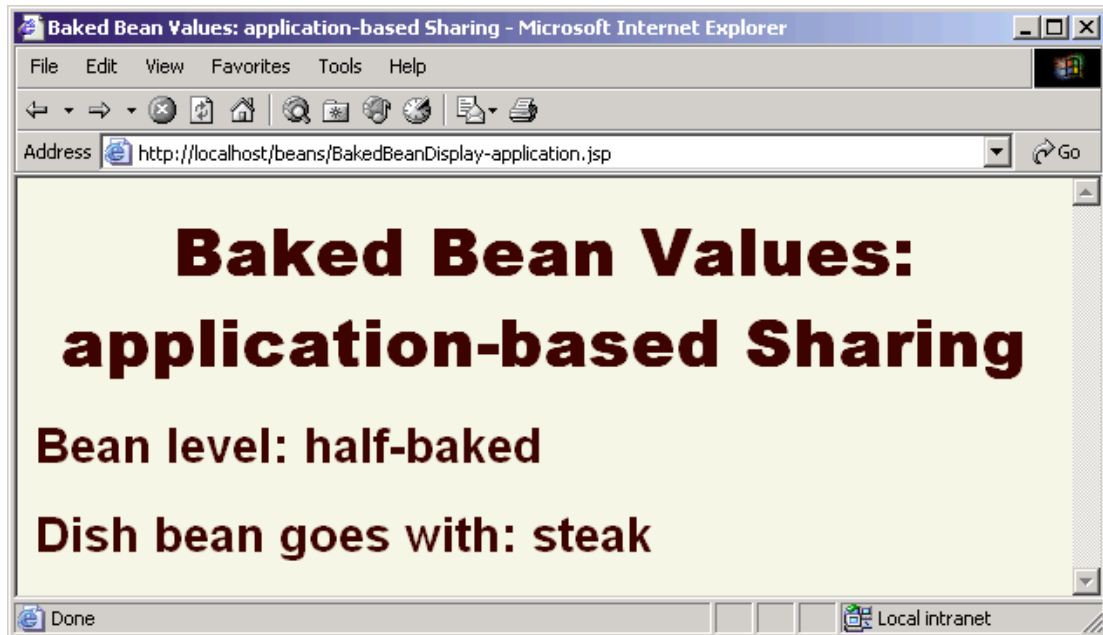 Baked Bean Values: application-based Sharing - Microsoft Internet Explorer
File Edit View Favorites Tools Help
Address http://localhost/beans/BakedBeanDisplay-application.jsp Go
Baked Bean Values:
application-based Sharing
Bean level: half-baked
Dish bean goes with: steak
Done Local intranet